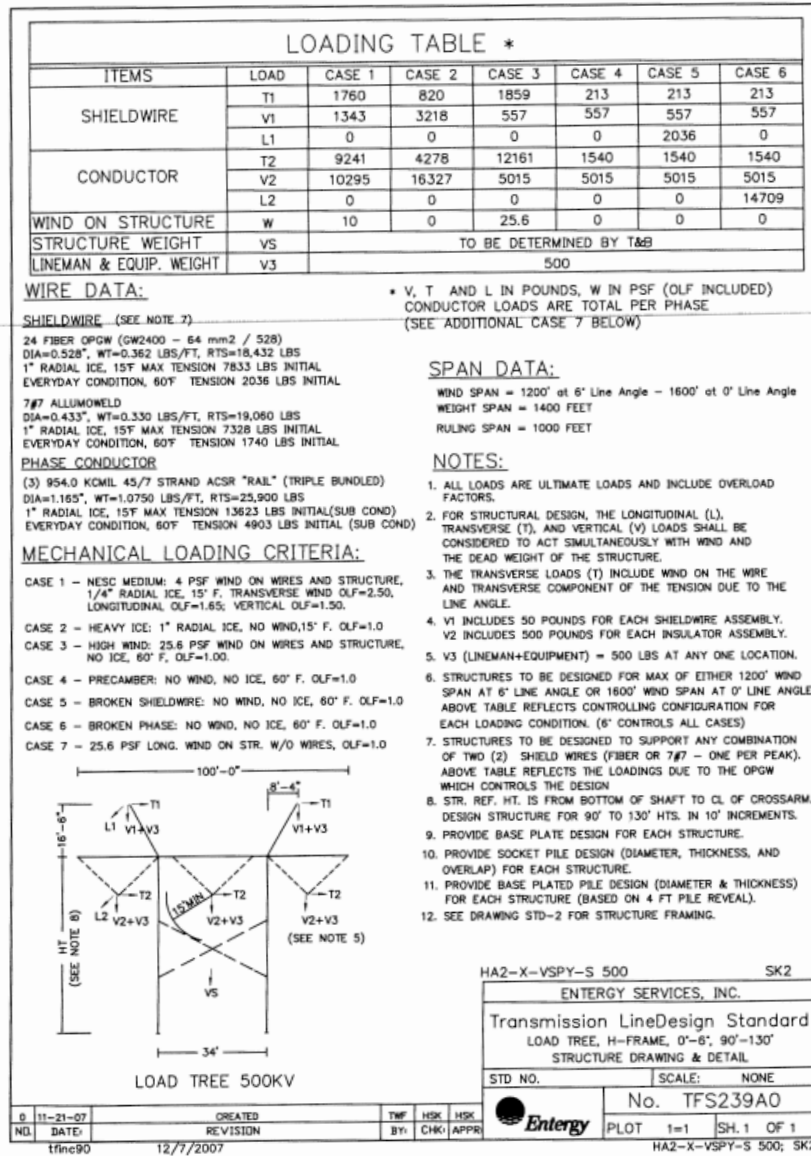 LOADING TABLE *
ITEMS LOAD CASE 1 CASE 2 CASE 3 CASE 4 CASE 5 CASE 6
SHIELDWIRE T1 1760 820 1859 213 213 213
V1 1343 3218 557 557 557 557
L1 0 0 0 0 2036 0
CONDUCTOR T2 9241 4278 12161 1540 1540 1540
V2 10295 16327 5015 5015 5015 5015
L2 0 0 0 0 0 14709
WIND ON STRUCTURE W 10 0 25.6 0 0 0
STRUCTURE WEIGHT VS TO BE DETERMINED BY T&B
LINEMAN & EQUIP. WEIGHT V3 500
* V, T AND L IN POUNDS, W IN PSF (OLF INCLUDED)
CONDUCTOR LOADS ARE TOTAL PER PHASE
(SEE ADDITIONAL CASE 7 BELOW)
WIRE DATA:
SHIELDWIRE (SEE NOTE 7)
24 FIBER OPGW (GW2400 – 64 mm2 / 528)
DIA=0.528", WT=0.362 LBS/FT, RTS=18,432 LBS
1" RADIAL ICE, 15°F MAX TENSION 7833 LBS INITIAL
EVERYDAY CONDITION, 60°F TENSION 2036 LBS INITIAL
7#7 ALLUMOWELD
DIA=0.433", WT=0.330 LBS/FT, RTS=19,060 LBS
1" RADIAL ICE, 15°F MAX TENSION 7328 LBS INITIAL
EVERYDAY CONDITION, 60°F TENSION 1740 LBS INITIAL
PHASE CONDUCTOR
(3) 954.0 KCMIL 45/7 STRAND ACSR "RAIL" (TRIPLE BUNDLED)
DIA=1.165", WT=1.0750 LBS/FT, RTS=25,900 LBS
1" RADIAL ICE, 15°F MAX TENSION 13623 LBS INITIAL(SUB COND)
EVERYDAY CONDITION, 60°F TENSION 4903 LBS INITIAL (SUB COND)
MECHANICAL LOADING CRITERIA:
CASE 1 – NESC MEDIUM: 4 PSF WIND ON WIRES AND STRUCTURE,
1/4" RADIAL ICE, 15° F. TRANSVERSE WIND OLF=2.50,
LONGITUDINAL OLF=1.65; VERTICAL OLF=1.50.
CASE 2 – HEAVY ICE: 1" RADIAL ICE, NO WIND,15° F. OLF=1.0
CASE 3 – HIGH WIND: 25.6 PSF WIND ON WIRES AND STRUCTURE,
NO ICE, 60° F, OLF=1.00.
CASE 4 – PRECAMBER: NO WIND, NO ICE, 60° F. OLF=1.0
CASE 5 – BROKEN SHIELDWIRE: NO WIND, NO ICE, 60° F. OLF=1.0
CASE 6 – BROKEN PHASE: NO WIND, NO ICE, 60° F. OLF=1.0
CASE 7 – 25.6 PSF LONG. WIND ON STR. W/O WIRES, OLF=1.0
SPAN DATA:
WIND SPAN = 1200' at 6° Line Angle – 1600' at 0° Line Angle
WEIGHT SPAN = 1400 FEET
RULING SPAN = 1000 FEET
NOTES:
1. ALL LOADS ARE ULTIMATE LOADS AND INCLUDE OVERLOAD
FACTORS.
2. FOR STRUCTURAL DESIGN, THE LONGITUDINAL (L),
TRANSVERSE (T), AND VERTICAL (V) LOADS SHALL BE
CONSIDERED TO ACT SIMULTANEOUSLY WITH WIND AND
THE DEAD WEIGHT OF THE STRUCTURE.
3. THE TRANSVERSE LOADS (T) INCLUDE WIND ON THE WIRE
AND TRANSVERSE COMPONENT OF THE TENSION DUE TO THE
LINE ANGLE.
4. V1 INCLUDES 50 POUNDS FOR EACH SHIELDWIRE ASSEMBLY.
V2 INCLUDES 500 POUNDS FOR EACH INSULATOR ASSEMBLY.
5. V3 (LINEMAN+EQUIPMENT) = 500 LBS AT ANY ONE LOCATION.
6. STRUCTURES TO BE DESIGNED FOR MAX OF EITHER 1200' WIND
SPAN AT 6° LINE ANGLE OR 1600' WIND SPAN AT 0° LINE ANGLE
ABOVE TABLE REFLECTS CONTROLLING CONFIGURATION FOR
EACH LOADING CONDITION. (6° CONTROLS ALL CASES)
7. STRUCTURES TO BE DESIGNED TO SUPPORT ANY COMBINATION
OF TWO (2) SHIELD WIRES (FIBER OR 7#7 – ONE PER PEAK).
ABOVE TABLE REFLECTS THE LOADINGS DUE TO THE OPGW
WHICH CONTROLS THE DESIGN
8. STR. REF. HT. IS FROM BOTTOM OF SHAFT TO CL OF CROSSARM.
DESIGN STRUCTURE FOR 90' TO 130' HTS. IN 10' INCREMENTS.
9. PROVIDE BASE PLATE DESIGN FOR EACH STRUCTURE.
10. PROVIDE SOCKET PILE DESIGN (DIAMETER, THICKNESS, AND
OVERLAP) FOR EACH STRUCTURE.
11. PROVIDE BASE PLATED PILE DESIGN (DIAMETER & THICKNESS)
FOR EACH STRUCTURE (BASED ON 4 FT PILE REVEAL).
12. SEE DRAWING STD-2 FOR STRUCTURE FRAMING.
100'-0"
8'-4"
16'-6"
T1 T1
L1 V1+V3 V1+V3
T2 T2 T2
L2 15'MIN
V2+V3 V2+V3 V2+V3
(SEE NOTE 5)
HT
(SEE NOTE 8)
VS
34'
LOAD TREE 500KV
HA2-X-VSPY-S 500 SK2
ENTERGY SERVICES, INC.
Transmission LineDesign Standard
LOAD TREE, H-FRAME, 0°-6°, 90'-130'
STRUCTURE DRAWING & DETAIL
STD NO. SCALE: NONE
Entergy
No. TFS239A0
PLOT 1=1 SH. 1 OF 1
0 11-21-07 CREATED TWF HSK HSK
NO. DATE: REVISION BY: CHK: APPR
tfinc90 12/7/2007 HA2-X-VSPY-S 500; SK2